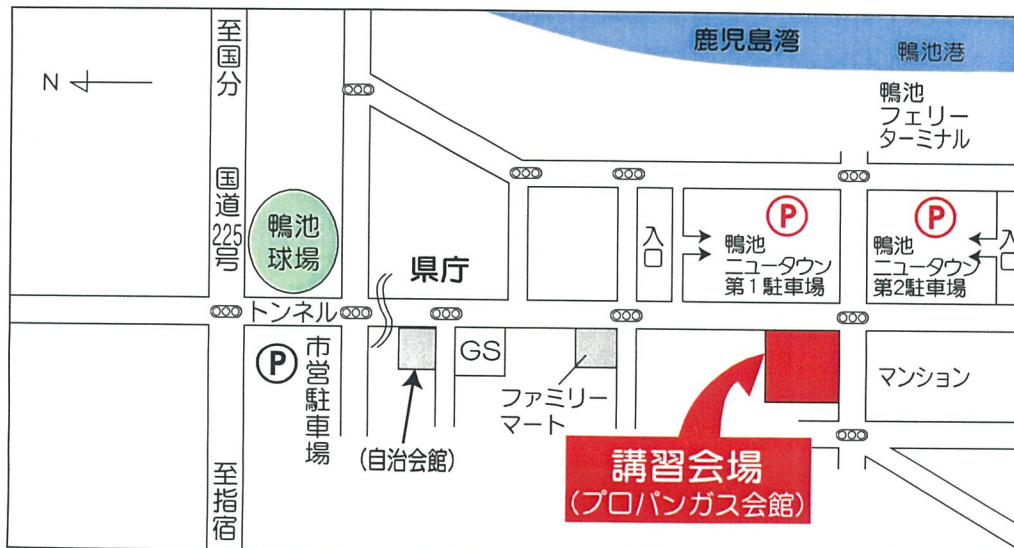 至国分
国道225号
至指宿
N
鹿児島湾
鴨池港
鴨池
フェリー
ターミナル
鴨池
球場
県庁
入口
P
鴨池
ニュータウン
第1駐車場
P
鴨池
ニュータウン
第2駐車場
入口
トンネル
P
市営駐車場
(自治会館)
GS
ファミリー
マート
マンション
講習会場
(プロパンガス会館)